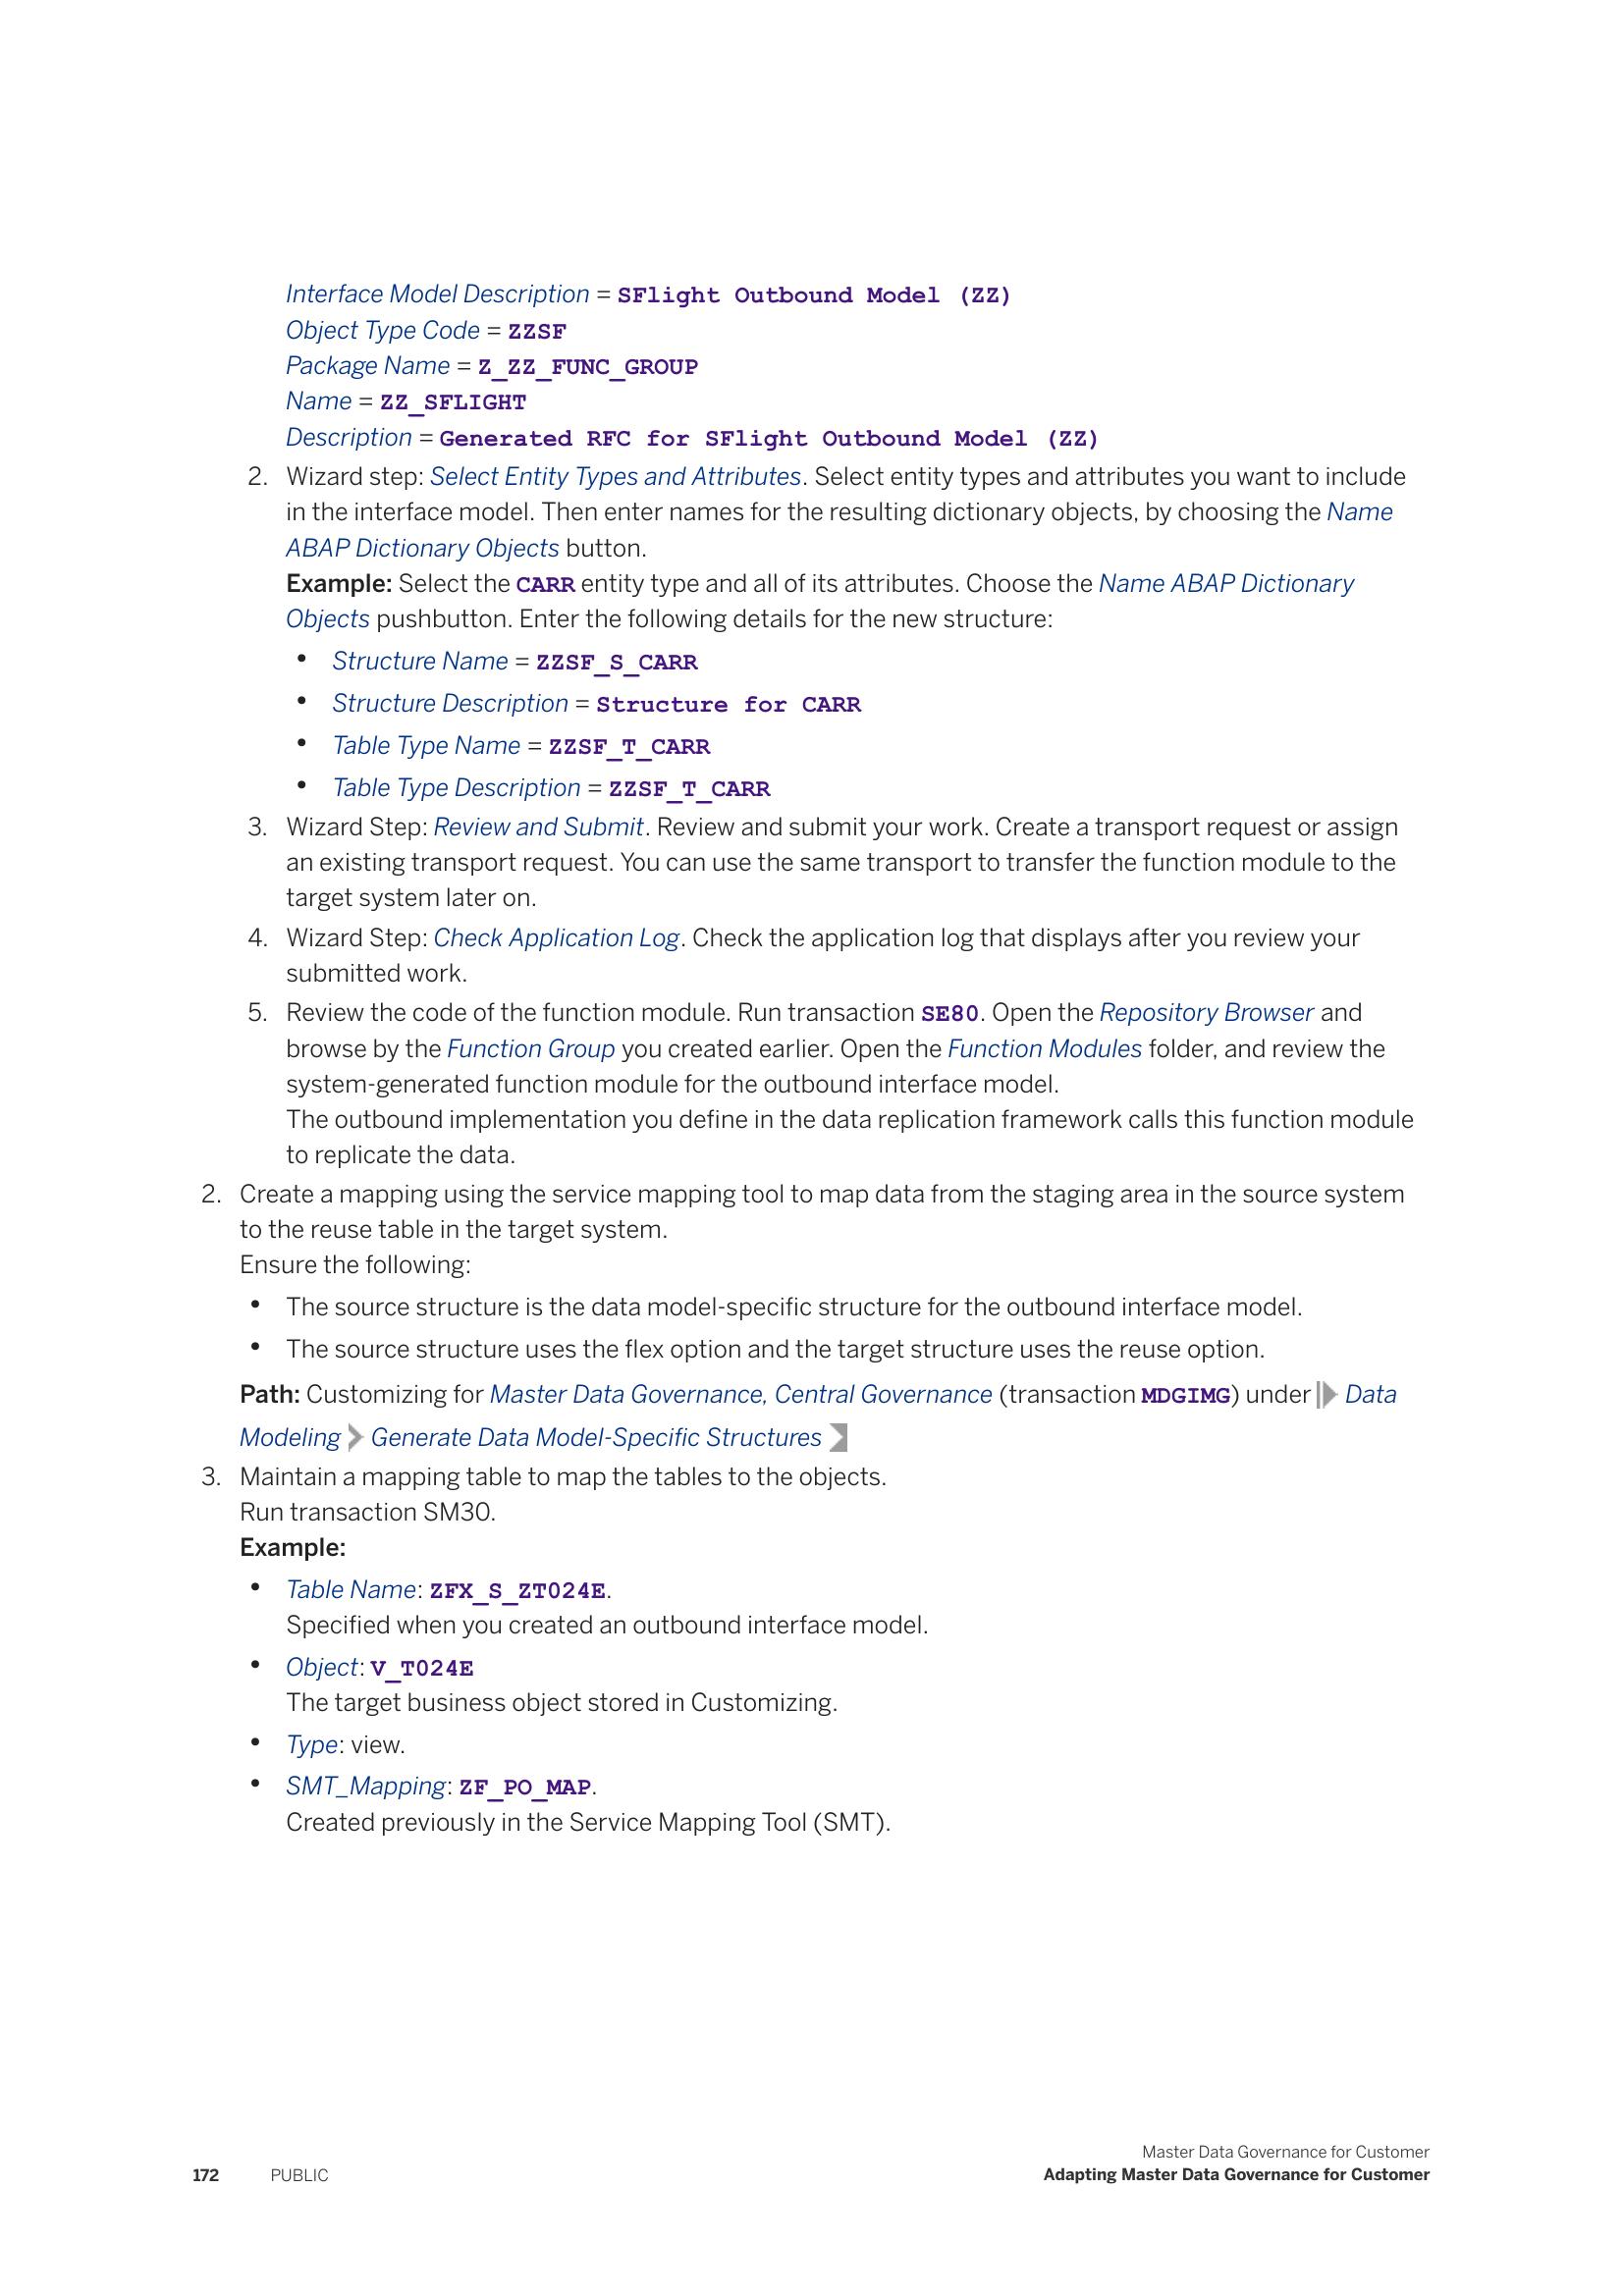 Interface Model Description = SFlight Outbound Model (ZZ)
Object Type Code = ZZSF
Package Name = Z_ZZ_FUNC_GROUP
Name = ZZ_SFLIGHT
Description = Generated RFC for SFlight Outbound Model (ZZ)
2. Wizard step: Select Entity Types and Attributes. Select entity types and attributes you want to include
in the interface model. Then enter names for the resulting dictionary objects, by choosing the Name
ABAP Dictionary Objects button.
Example: Select the CARR entity type and all of its attributes. Choose the Name ABAP Dictionary
Objects pushbutton. Enter the following details for the new structure:
• Structure Name = ZZSF_S_CARR
• Structure Description = Structure for CARR
• Table Type Name = ZZSF_T_CARR
• Table Type Description = ZZSF_T_CARR
3. Wizard Step: Review and Submit. Review and submit your work. Create a transport request or assign
an existing transport request. You can use the same transport to transfer the function module to the
target system later on.
4. Wizard Step: Check Application Log. Check the application log that displays after you review your
submitted work.
5. Review the code of the function module. Run transaction SE80. Open the Repository Browser and
browse by the Function Group you created earlier. Open the Function Modules folder, and review the
system-generated function module for the outbound interface model.
The outbound implementation you define in the data replication framework calls this function module
to replicate the data.
2. Create a mapping using the service mapping tool to map data from the staging area in the source system
to the reuse table in the target system.
Ensure the following:
• The source structure is the data model-specific structure for the outbound interface model.
• The source structure uses the flex option and the target structure uses the reuse option.
Path: Customizing for Master Data Governance, Central Governance (transaction MDGIMG) under Data
Modeling Generate Data Model-Specific Structures
3. Maintain a mapping table to map the tables to the objects.
Run transaction SM30.
Example:
• Table Name: ZFX_S_ZT024E.
Specified when you created an outbound interface model.
• Object: V_T024E
The target business object stored in Customizing.
• Type: view.
• SMT_Mapping: ZF_PO_MAP.
Created previously in the Service Mapping Tool (SMT).
Master Data Governance for Customer
172 PUBLIC Adapting Master Data Governance for Customer